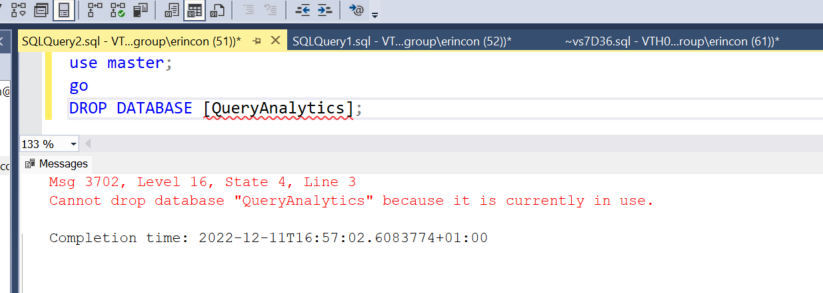 SQLQuery2.sql - VT...group\erincon (51))*
SQLQuery1.sql - VT...group\erincon (52))*
~vs7D36.sql - VTH0...roup\erincon (61))*
use master;
go
DROP DATABASE [QueryAnalytics];
133 %
Messages
Msg 3702, Level 16, State 4, Line 3
Cannot drop database "QueryAnalytics" because it is currently in use.
Completion time: 2022-12-11T16:57:02.6083774+01:00